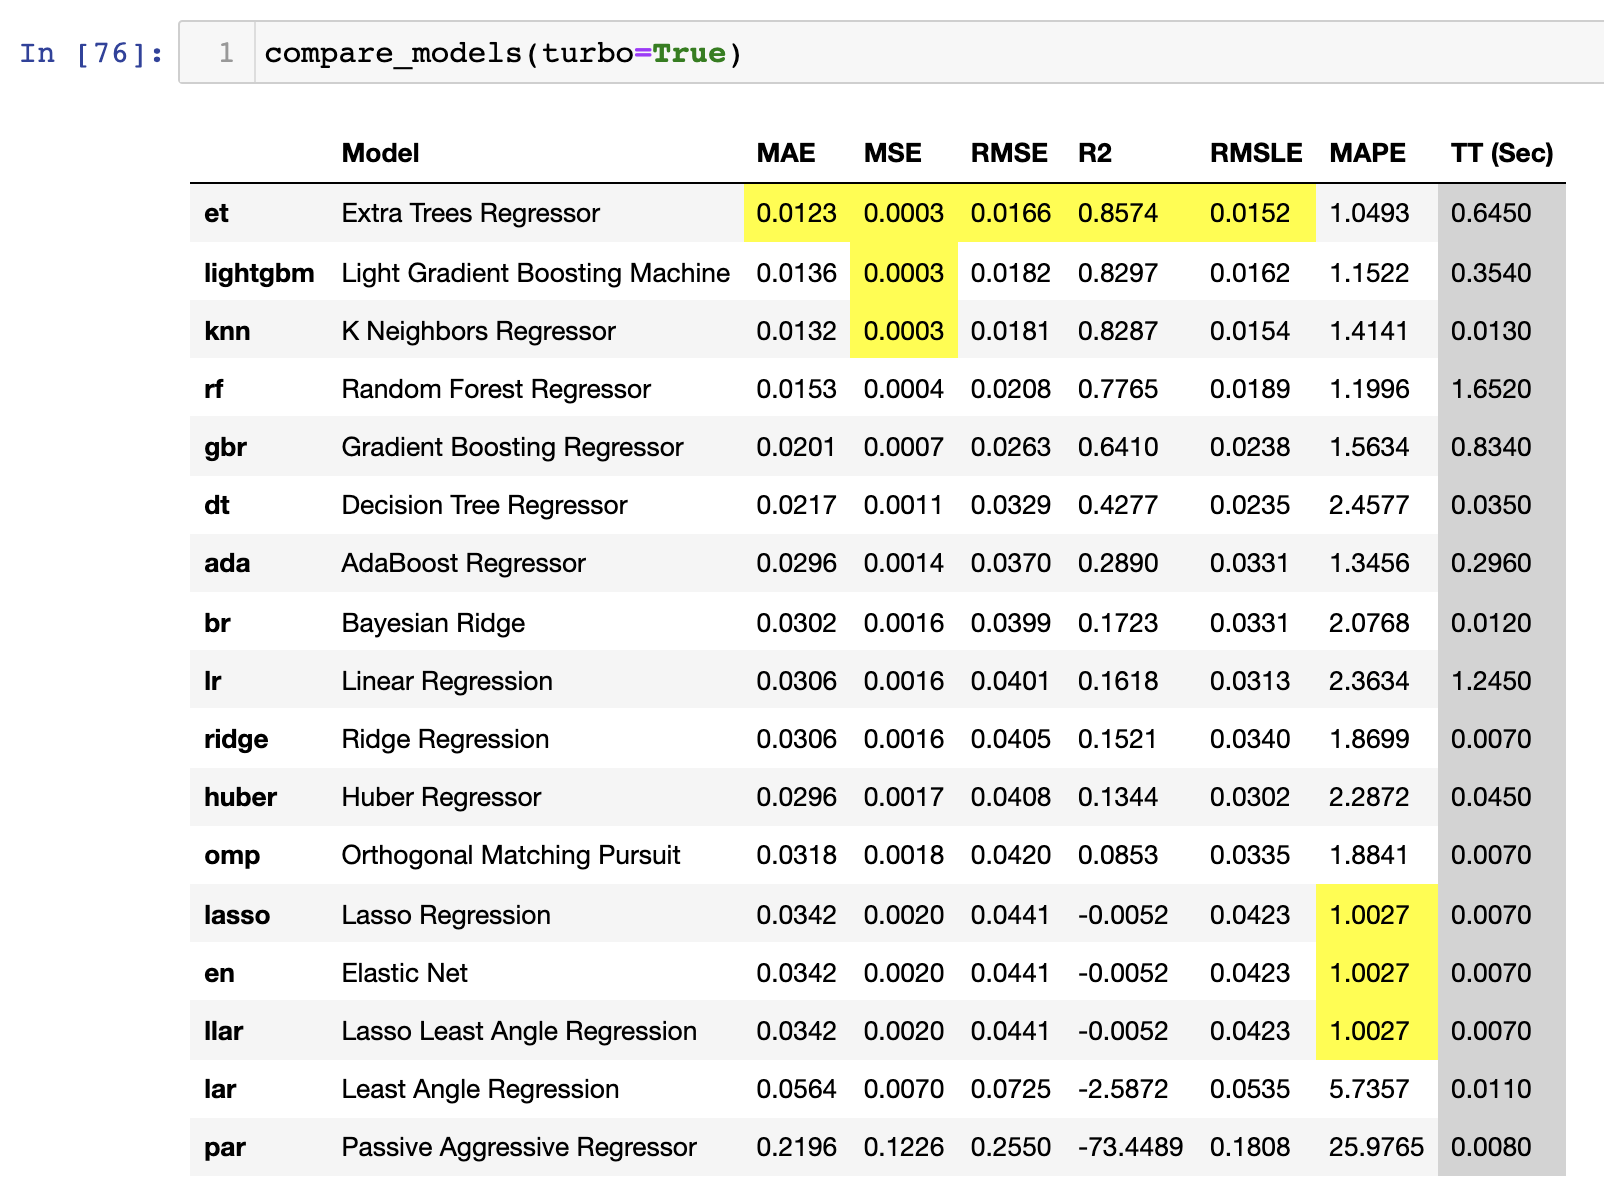 In [76]: 1 compare_models(turbo=True)
Model MAE MSE RMSE R2 RMSLE MAPE TT (Sec)
et Extra Trees Regressor 0.0123 0.0003 0.0166 0.8574 0.0152 1.0493 0.6450
lightgbm Light Gradient Boosting Machine 0.0136 0.0003 0.0182 0.8297 0.0162 1.1522 0.3540
knn K Neighbors Regressor 0.0132 0.0003 0.0181 0.8287 0.0154 1.4141 0.0130
rf Random Forest Regressor 0.0153 0.0004 0.0208 0.7765 0.0189 1.1996 1.6520
gbr Gradient Boosting Regressor 0.0201 0.0007 0.0263 0.6410 0.0238 1.5634 0.8340
dt Decision Tree Regressor 0.0217 0.0011 0.0329 0.4277 0.0235 2.4577 0.0350
ada AdaBoost Regressor 0.0296 0.0014 0.0370 0.2890 0.0331 1.3456 0.2960
br Bayesian Ridge 0.0302 0.0016 0.0399 0.1723 0.0331 2.0768 0.0120
lr Linear Regression 0.0306 0.0016 0.0401 0.1618 0.0313 2.3634 1.2450
ridge Ridge Regression 0.0306 0.0016 0.0405 0.1521 0.0340 1.8699 0.0070
huber Huber Regressor 0.0296 0.0017 0.0408 0.1344 0.0302 2.2872 0.0450
omp Orthogonal Matching Pursuit 0.0318 0.0018 0.0420 0.0853 0.0335 1.8841 0.0070
lasso Lasso Regression 0.0342 0.0020 0.0441 -0.0052 0.0423 1.0027 0.0070
en Elastic Net 0.0342 0.0020 0.0441 -0.0052 0.0423 1.0027 0.0070
llar Lasso Least Angle Regression 0.0342 0.0020 0.0441 -0.0052 0.0423 1.0027 0.0070
lar Least Angle Regression 0.0564 0.0070 0.0725 -2.5872 0.0535 5.7357 0.0110
par Passive Aggressive Regressor 0.2196 0.1226 0.2550 -73.4489 0.1808 25.9765 0.0080